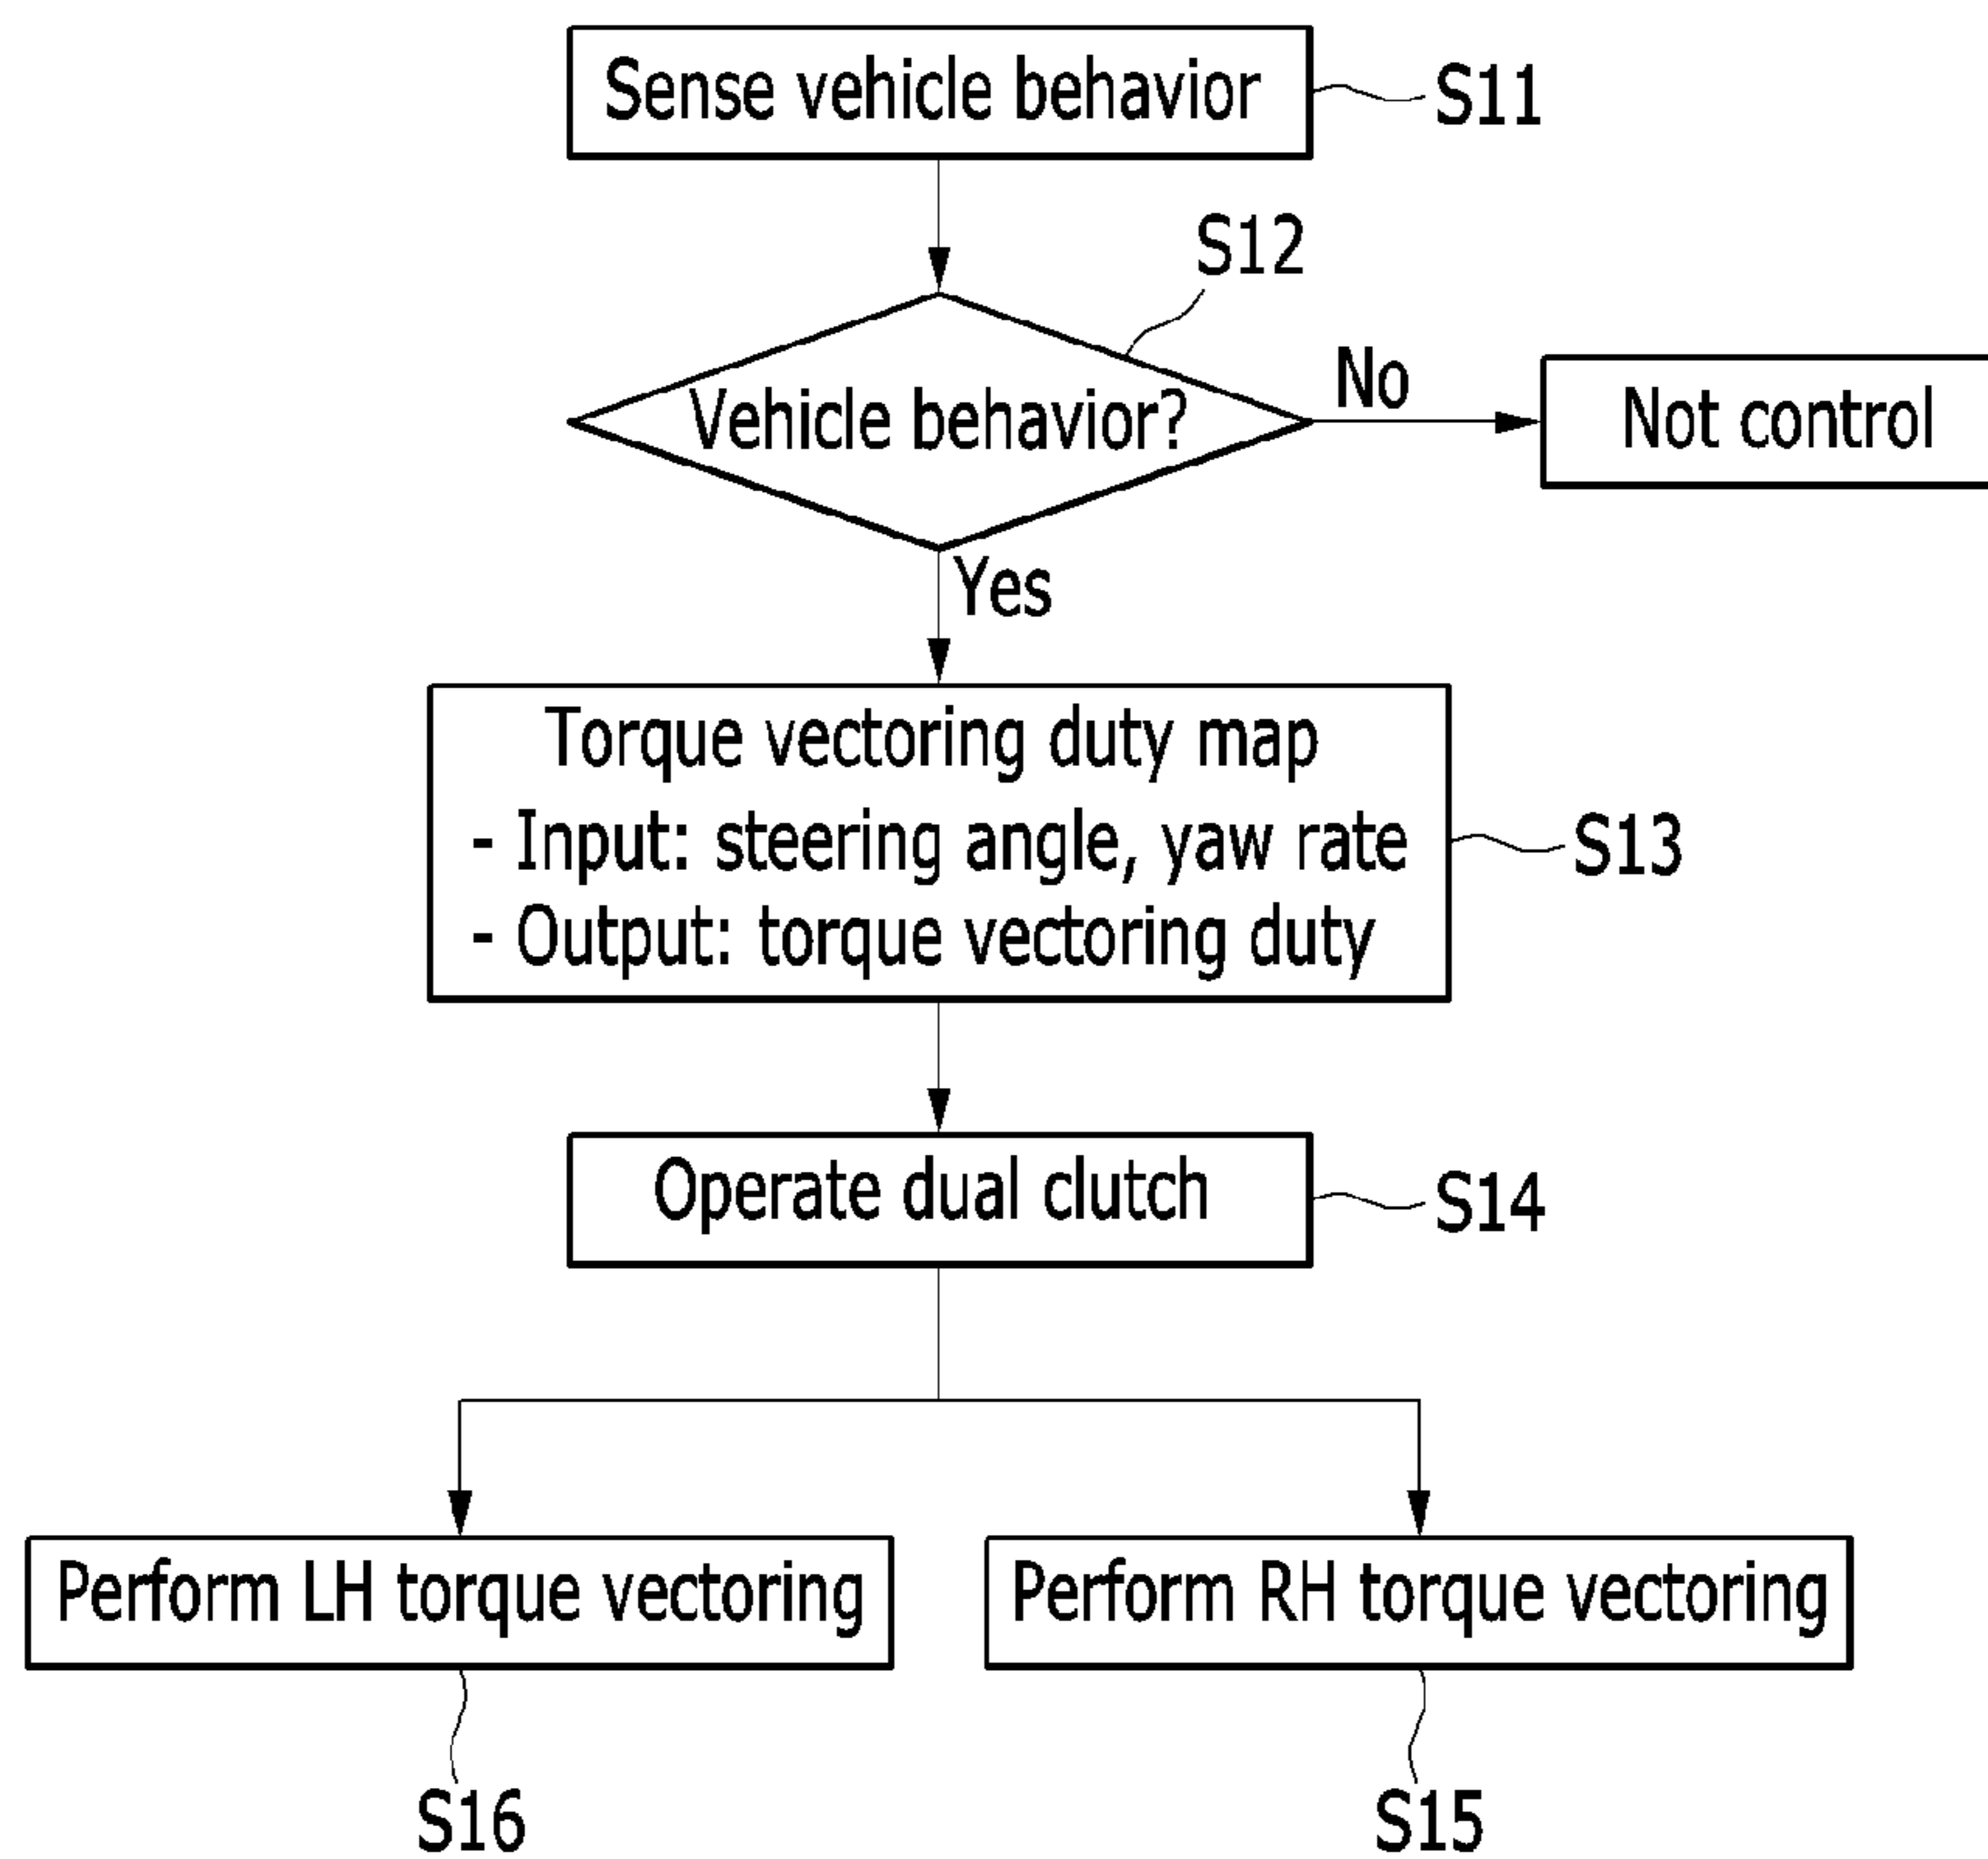 Sense vehicle behavior
S11
S12
Vehicle behavior?
No
Not control
Yes
Torque vectoring duty map
- Input: steering angle, yaw rate
- Output: torque vectoring duty
S13
Operate dual clutch
S14
Perform LH torque vectoring
Perform RH torque vectoring
S16
S15